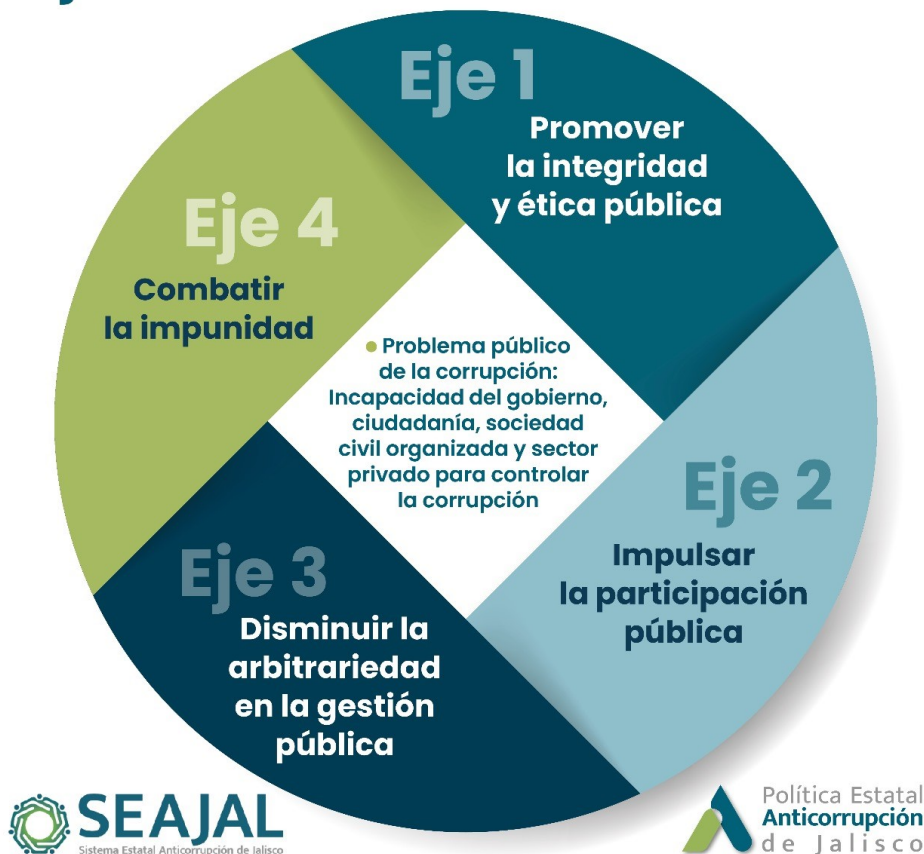 Eje 1
Promover
la integridad
y ética pública
Eje 4
Combatir
la impunidad
• Problema público
de la corrupción:
Incapacidad del gobierno,
ciudadanía, sociedad
civil organizada y sector
privado para controlar
la corrupción
Eje 2
Impulsar
la participación
pública
Eje 3
Disminuir la
arbitrariedad
en la gestión
pública
SEAJAL
Sistema Estatal Anticorrupción de Jalisco
Política Estatal
Anticorrupción
de Jalisco